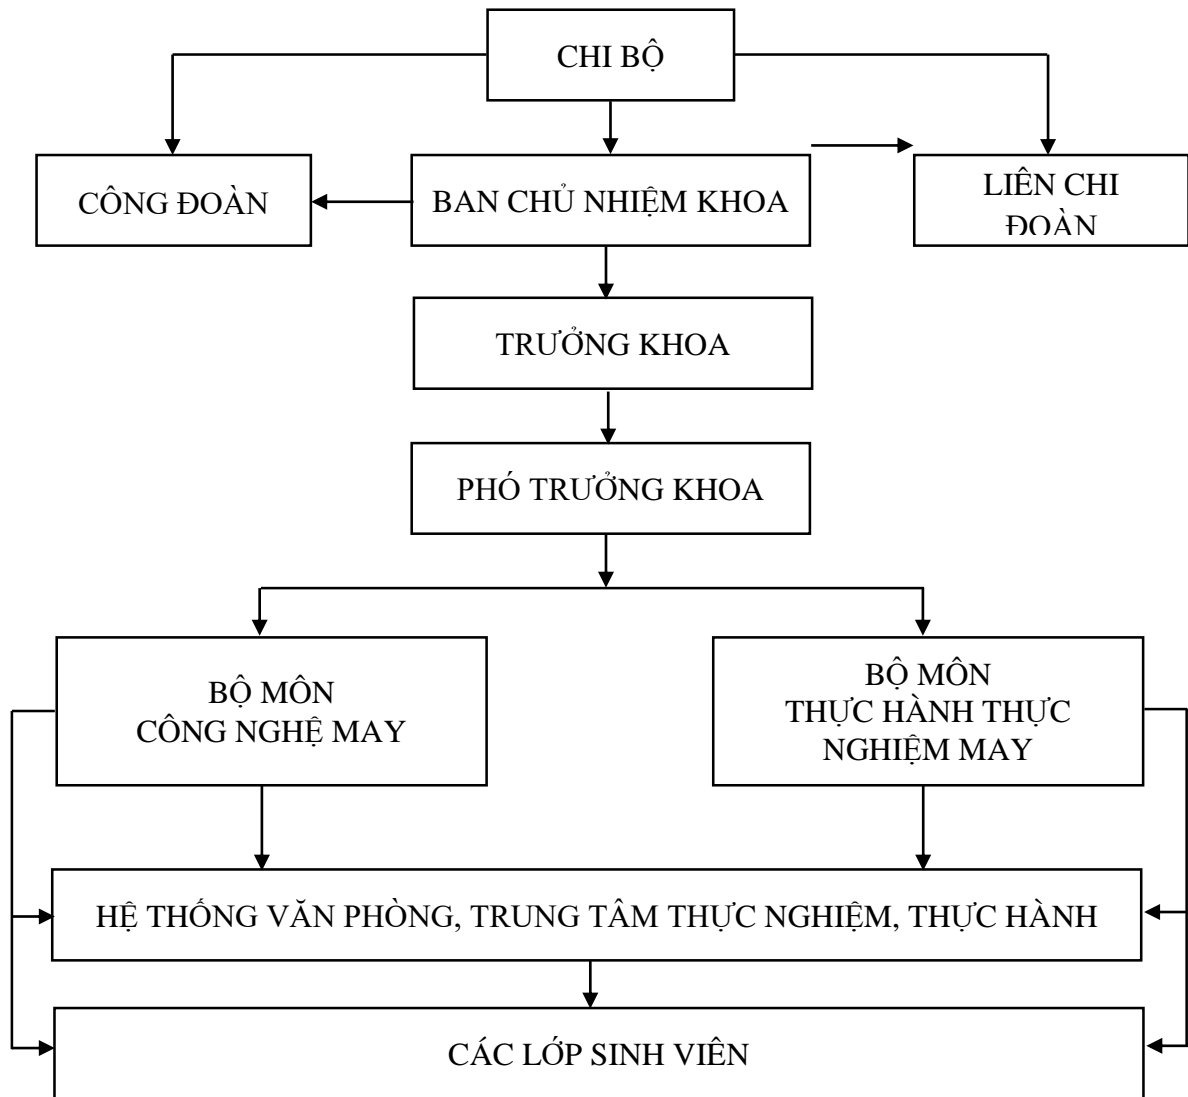 CHI BỘ
CÔNG ĐOÀN
BAN CHỦ NHIỆM KHOA
LIÊN CHI
ĐOÀN
TRƯỞNG KHOA
PHÓ TRƯỞNG KHOA
BỘ MÔN
CÔNG NGHỆ MAY
BỘ MÔN
THỰC HÀNH THỰC
NGHIỆM MAY
HỆ THỐNG VĂN PHÒNG, TRUNG TÂM THỰC NGHIỆM, THỰC HÀNH
CÁC LỚP SINH VIÊN